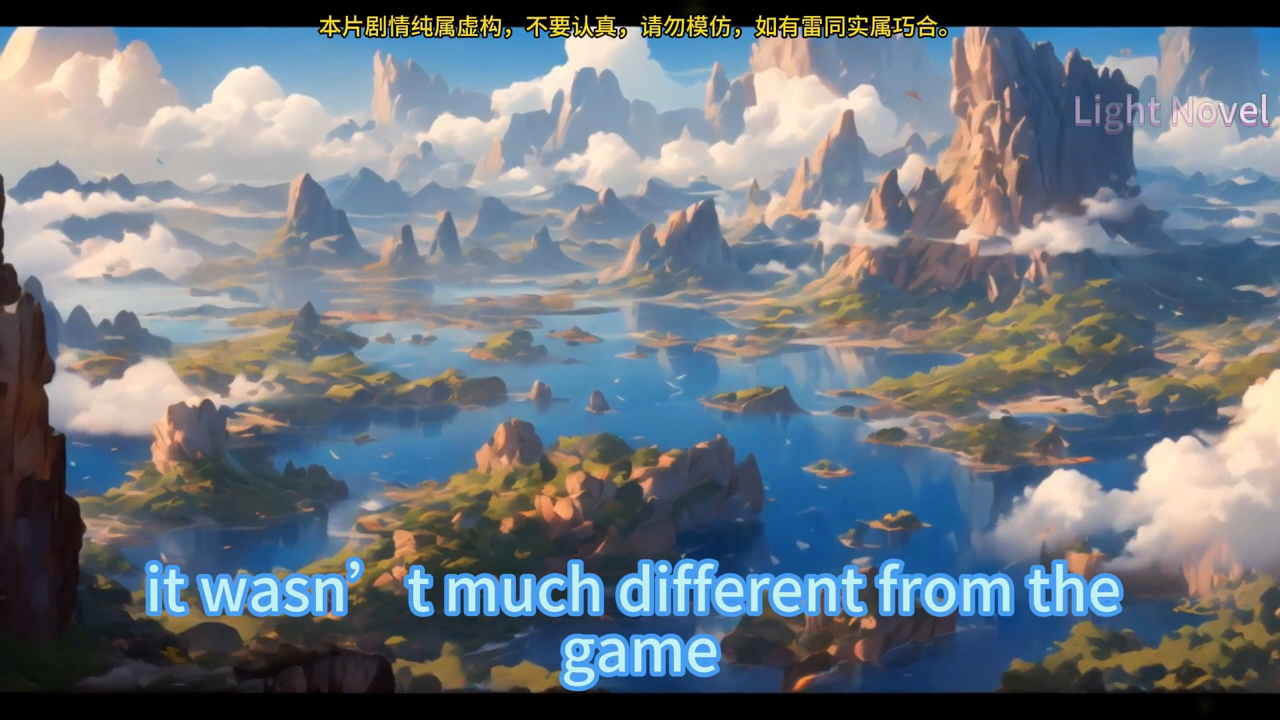 本片剧情纯属虚构，不要认真，请勿模仿，如有雷同实属巧合。
Light Novel
it wasn’t much different from the
game